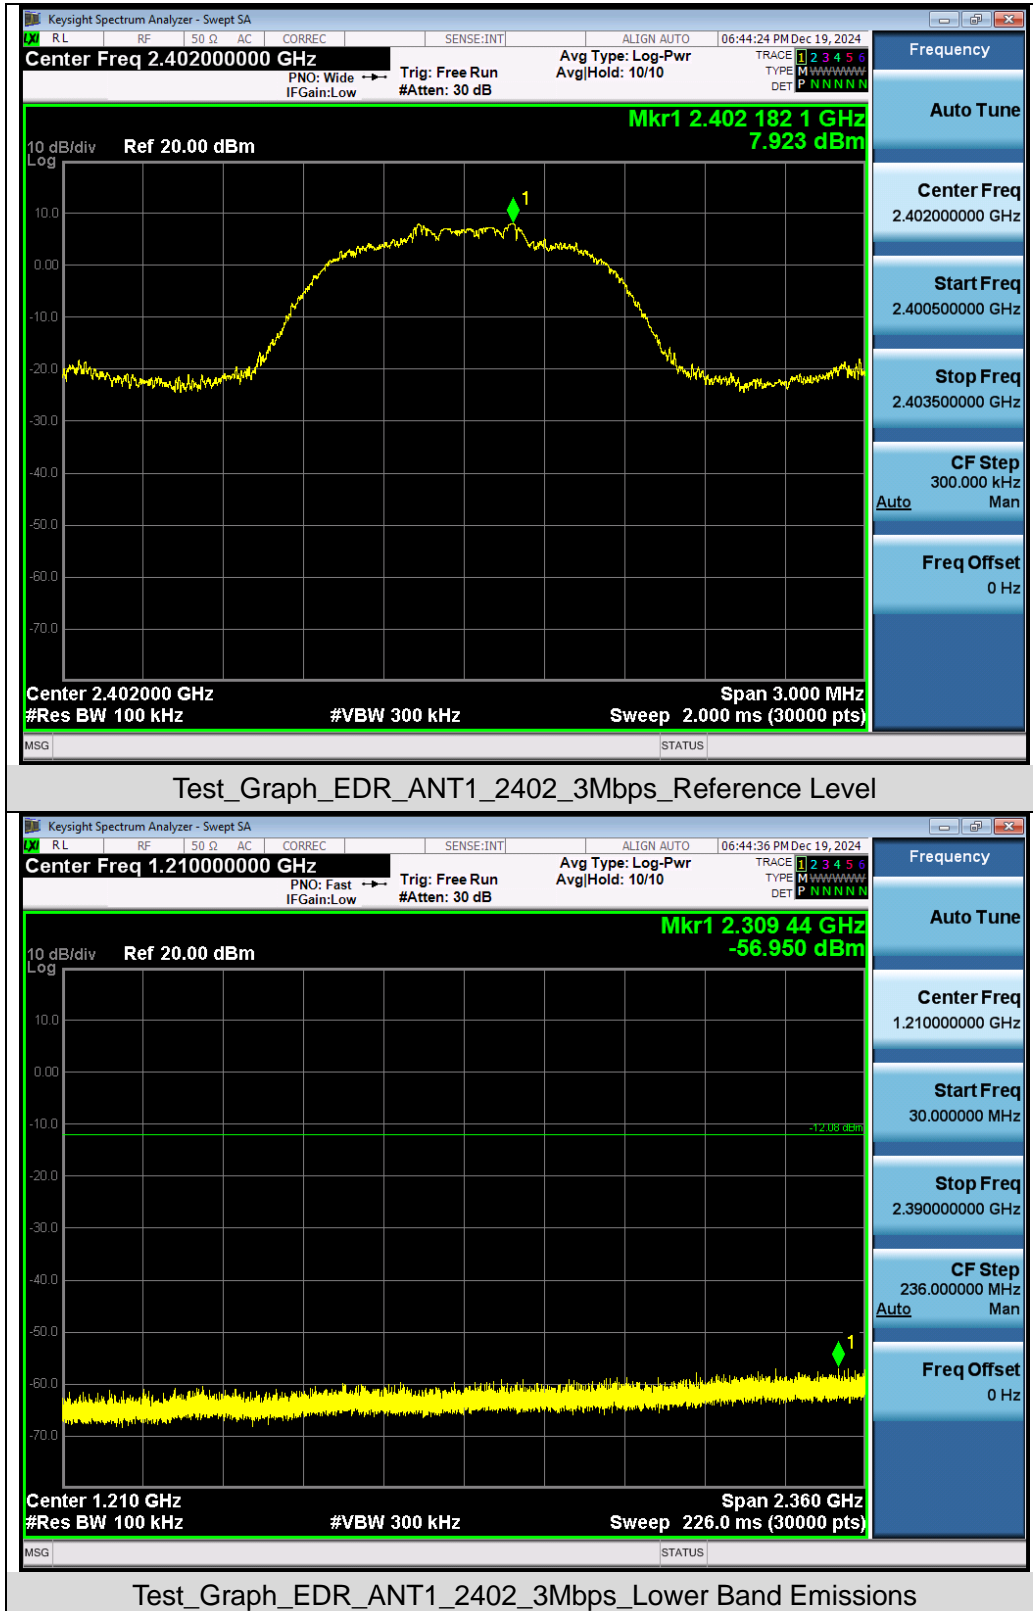 Keysight Spectrum Analyzer - Swept SA
LXI RL RF 50 Ω AC CORREC SENSE:INT ALIGN AUTO 06:44:24 PM Dec 19, 2024
Center Freq 2.402000000 GHz
PNO: Wide
IFGain:Low
Trig: Free Run
#Atten: 30 dB
Avg Type: Log-Pwr
Avg|Hold: 10/10
TRACE 1 2 3 4 5 6
TYPE M WWWWW
DET P N N N N N
Mkr1 2.402 182 1 GHz
7.923 dBm
10 dB/div Ref 20.00 dBm
Log
1
10.0
0.00
-10.0
-20.0
-30.0
-40.0
-50.0
-60.0
-70.0
Center 2.402000 GHz Span 3.000 MHz
#Res BW 100 kHz #VBW 300 kHz Sweep 2.000 ms (30000 pts)
MSG STATUS
Frequency
Auto Tune
Center Freq
2.402000000 GHz
Start Freq
2.400500000 GHz
Stop Freq
2.403500000 GHz
CF Step
300.000 kHz
Auto Man
Freq Offset
0 Hz
Test_Graph_EDR_ANT1_2402_3Mbps_Reference Level
Keysight Spectrum Analyzer - Swept SA
LXI RL RF 50 Ω AC CORREC SENSE:INT ALIGN AUTO 06:44:36 PM Dec 19, 2024
Center Freq 1.210000000 GHz
PNO: Fast
IFGain:Low
Trig: Free Run
#Atten: 30 dB
Avg Type: Log-Pwr
Avg|Hold: 10/10
TRACE 1 2 3 4 5 6
TYPE M WWWWW
DET P N N N N N
Mkr1 2.309 44 GHz
-56.950 dBm
10 dB/div Ref 20.00 dBm
Log
10.0
0.00
-10.0
-12.08 dBm
-20.0
-30.0
-40.0
-50.0
1
-60.0
-70.0
Center 1.210 GHz Span 2.360 GHz
#Res BW 100 kHz #VBW 300 kHz Sweep 226.0 ms (30000 pts)
MSG STATUS
Frequency
Auto Tune
Center Freq
1.210000000 GHz
Start Freq
30.000000 MHz
Stop Freq
2.390000000 GHz
CF Step
236.000000 MHz
Auto Man
Freq Offset
0 Hz
Test_Graph_EDR_ANT1_2402_3Mbps_Lower Band Emissions